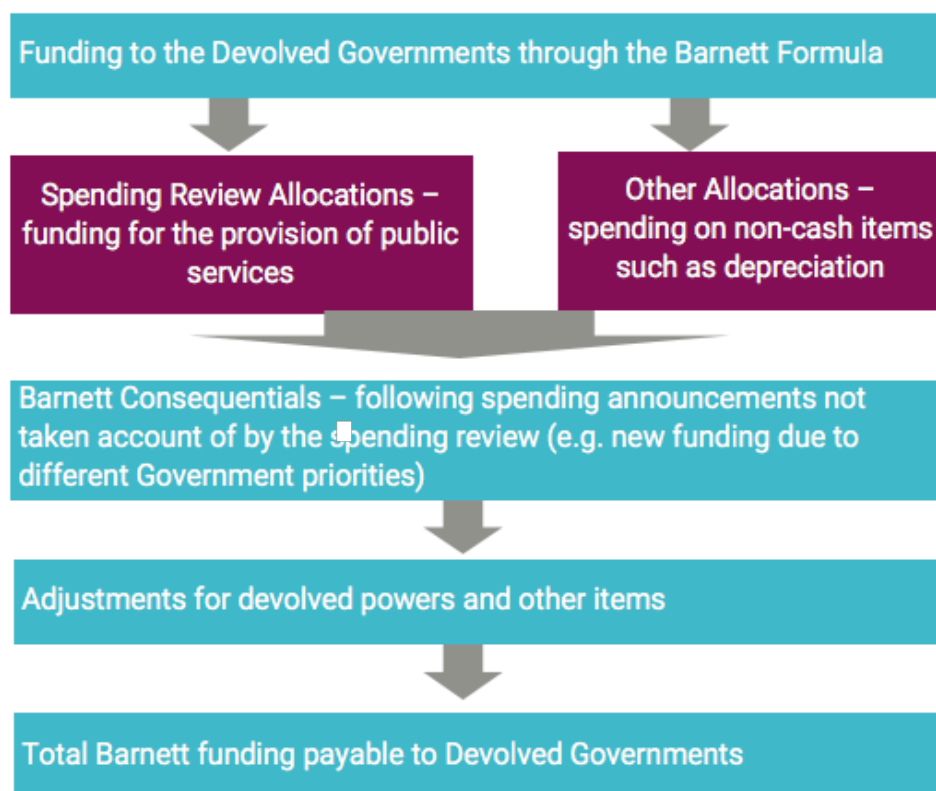 Funding to the Devolved Governments through the Barnett Formula
Spending Review Allocations –
funding for the provision of public
services
Other Allocations –
spending on non-cash items
such as depreciation
Barnett Consequentials – following spending announcements not
taken account of by the spending review (e.g. new funding due to
different Government priorities)
Adjustments for devolved powers and other items
Total Barnett funding payable to Devolved Governments